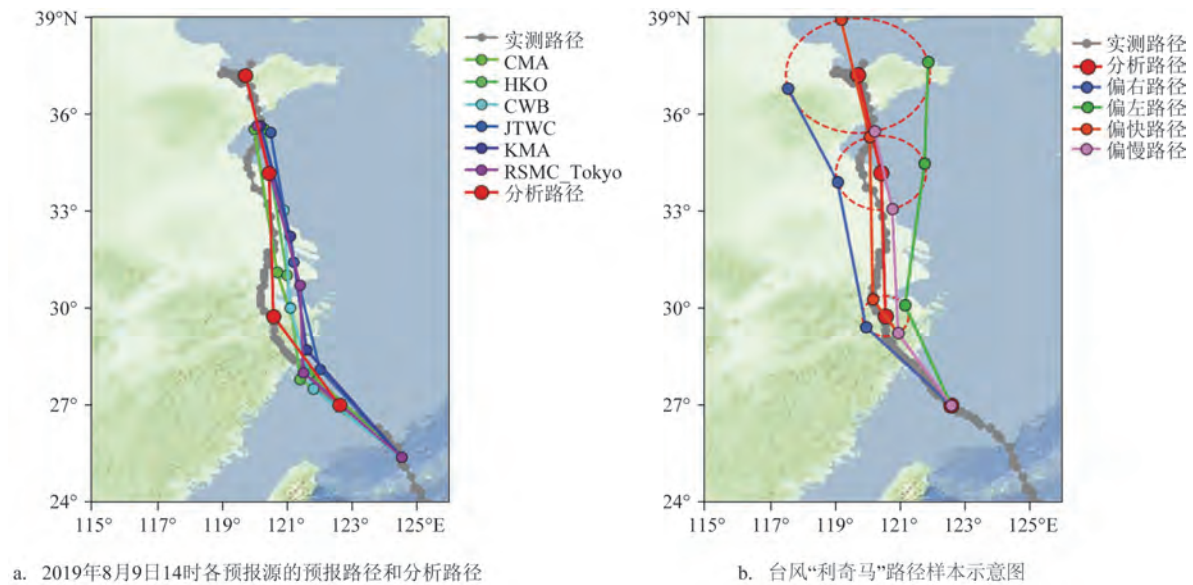 39°N
36°
33°
30°
27°
24°
115°
117°
119°
121°
123°
125°E
实测路径
CMA
HKO
CWB
JTWC
KMA
RSMC_Tokyo
分析路径
a. 2019年8月9日14时各预报源的预报路径和分析路径
39°N
36°
33°
30°
27°
24°
115°
117°
119°
121°
123°
125°E
实测路径
分析路径
偏右路径
偏左路径
偏快路径
偏慢路径
b. 台风“利奇马”路径样本示意图